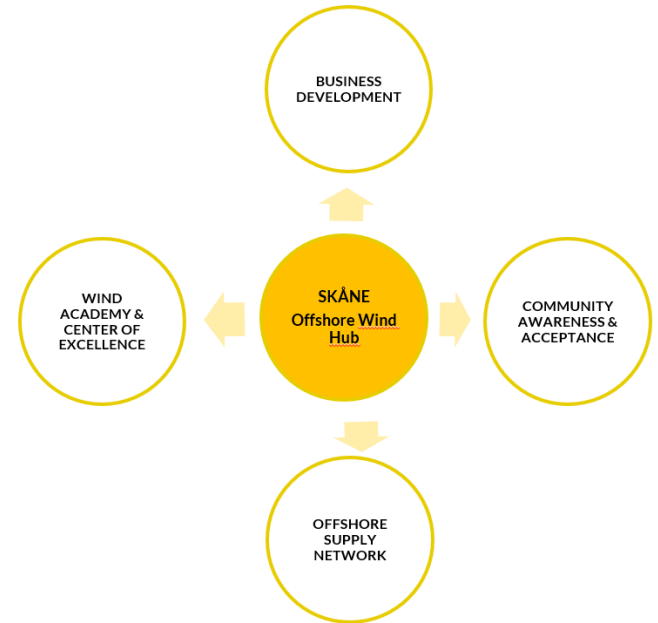 BUSINESS
DEVELOPMENT
WIND
ACADEMY &
CENTER OF
EXCELLENCE
SKÅNE
Offshore Wind
Hub
COMMUNITY
AWARENESS &
ACCEPTANCE
OFFSHORE
SUPPLY
NETWORK